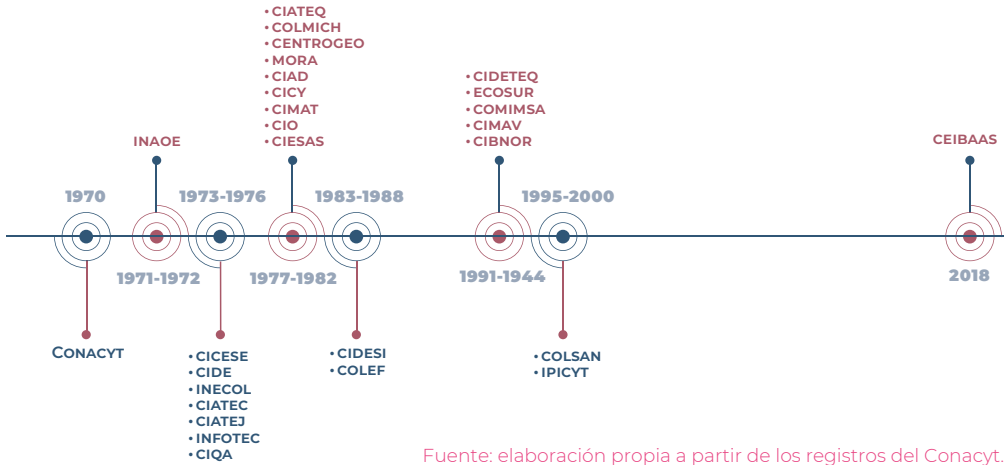 • CIATEQ
• COLMICH
• CENTROGEO
• MORA
• CIAD
• CICY
• CIMAT
• CIO
• CIESAS
• CIDETEQ
• ECOSUR
• COMIMSA
• CIMAV
• CIBNOR
INAOE
CEIBAAS
1970
1973-1976
1983-1988
1995-2000
1971-1972
1977-1982
1991-1944
2018
CONACYT
• CICESE
• CIDE
• INECOL
• CIATEC
• CIATEJ
• INFOTEC
• CIQA
• CIDESI
• COLEF
• COLSAN
• IPICYT
Fuente: elaboración propia a partir de los registros del Conacyt.